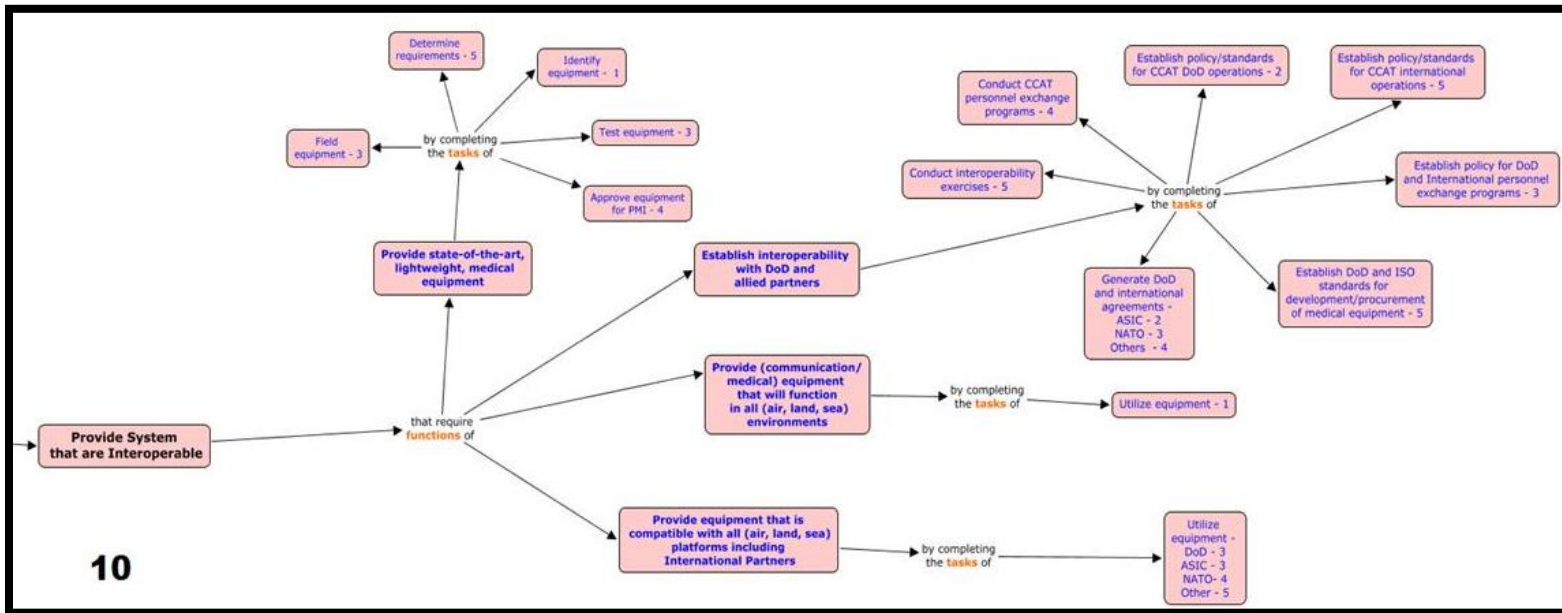 Provide System
that are Interoperable
that require
functions of
Provide state-of-the-art,
lightweight, medical
equipment
by completing
the tasks of
Field
equipment - 3
Determine
requirements - 5
Identify
equipment - 1
Test equipment - 3
Approve equipment
for PMI - 4
Establish interoperability
with DoD and
allied partners
by completing
the tasks of
Conduct interoperability
exercises - 5
Conduct CCAT
personnel exchange
programs - 4
Establish policy/standards
for CCAT DoD operations - 2
Establish policy/standards
for CCAT international
operations - 5
Establish policy for DoD
and International personnel
exchange programs - 3
Establish DoD and ISO
standards for
development/procurement
of medical equipment - 5
Generate DoD
and international
agreements -
ASIC - 2
NATO - 3
Others - 4
Provide (communication/
medical) equipment
that will function
in all (air, land, sea)
environments
by completing
the tasks of
Utilize equipment - 1
Provide equipment that is
compatible with all (air, land, sea)
platforms including
International Partners
by completing
the tasks of
Utilize
equipment -
DoD - 3
ASIC - 3
NATO- 4
Other - 5
10